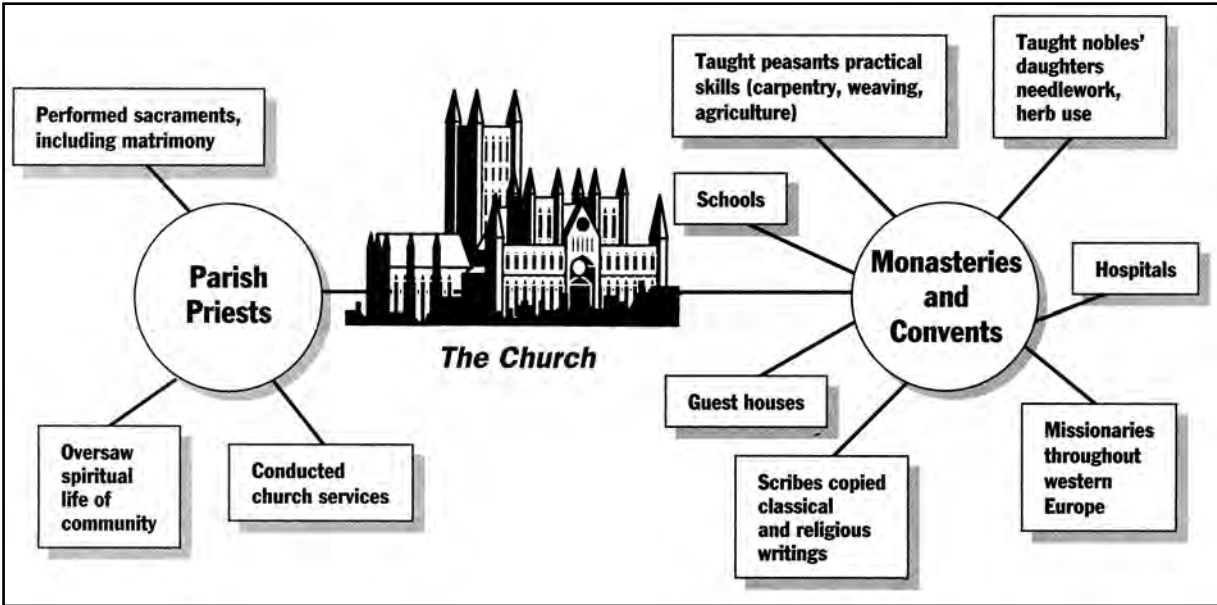 Performed sacraments,
including matrimony
Parish
Priests
Oversaw
spiritual
life of
community
Conducted
church services
The Church
Taught peasants practical
skills (carpentry, weaving,
agriculture)
Taught nobles'
daughters
needlework,
herb use
Schools
Monasteries
and
Convents
Hospitals
Guest houses
Scribes copied
classical
and religious
writings
Missionaries
throughout
western
Europe